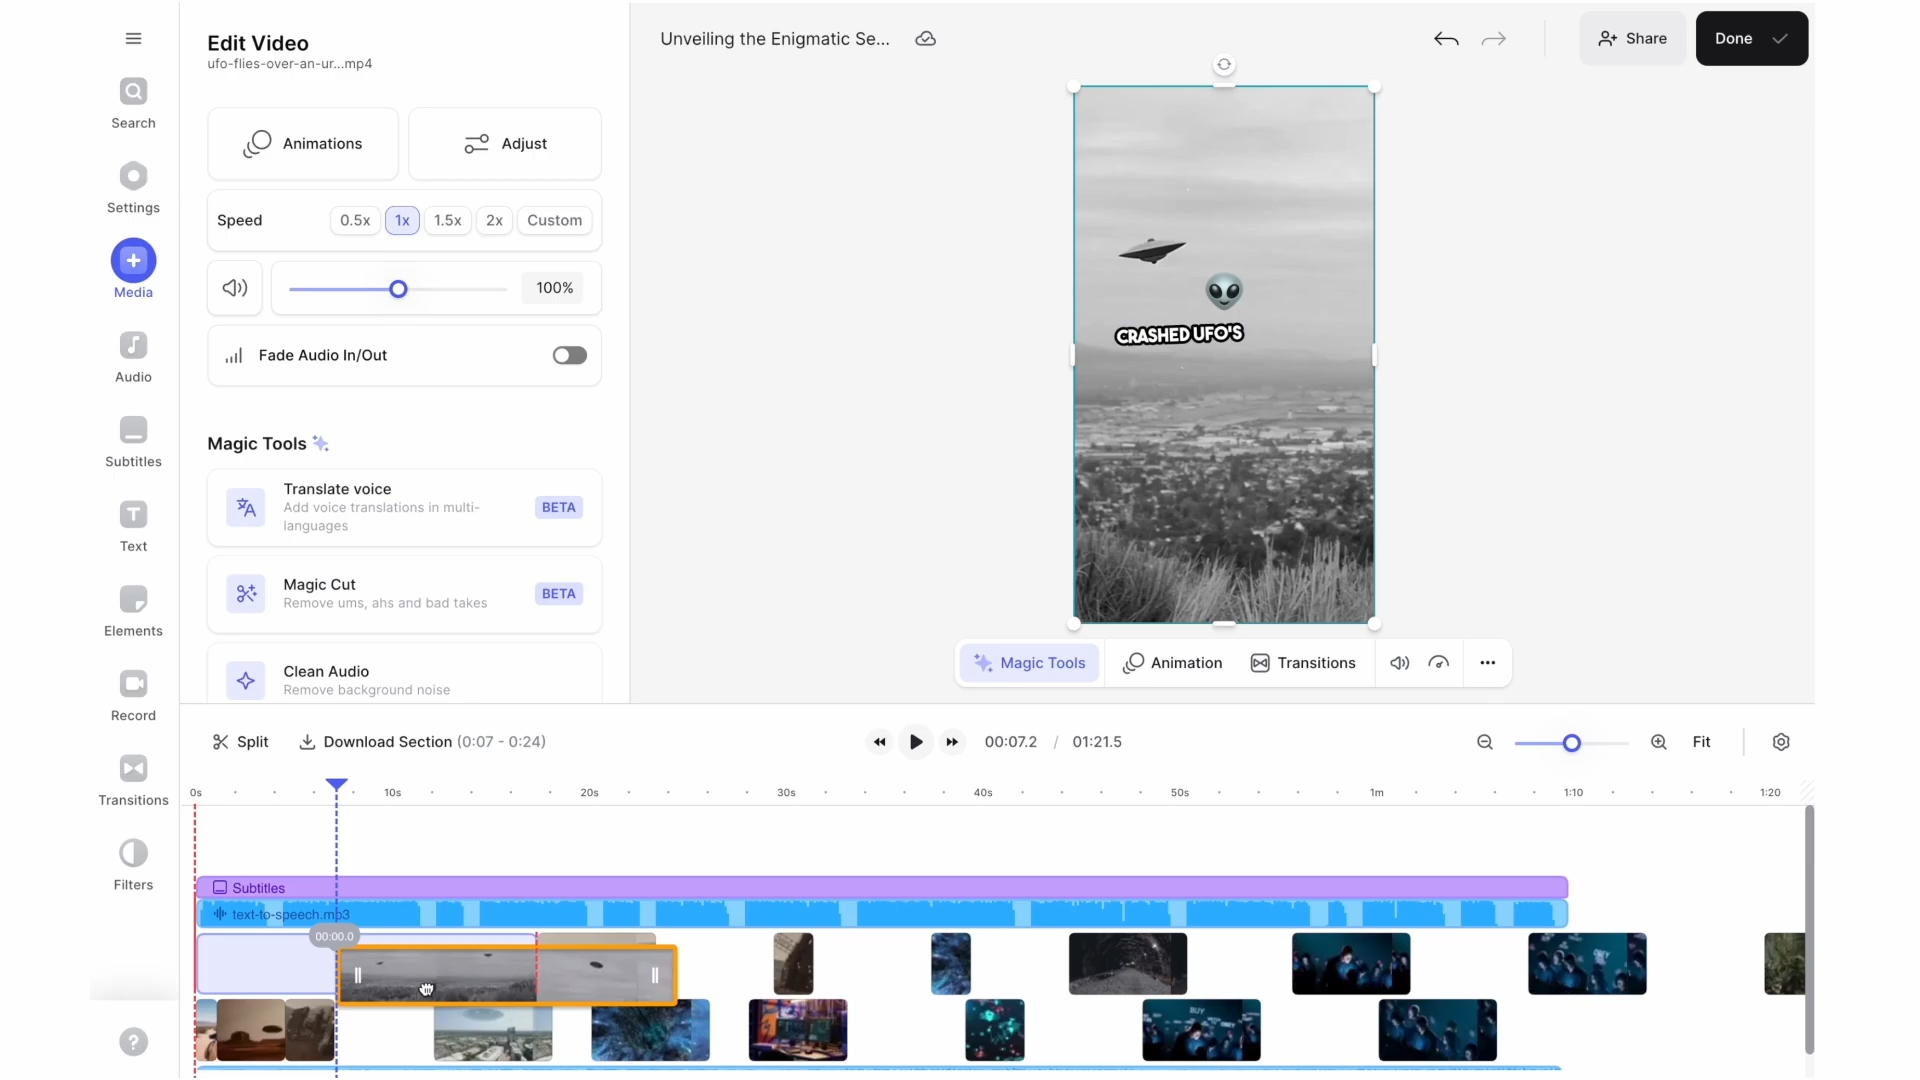 Edit Video
ufo-flies-over-an-ur...mp4
Unveiling the Enigmatic Se...
Share
Done
Search
Settings
Media
Audio
Subtitles
Text
Elements
Record
Transitions
Filters
Animations
Adjust
Speed
0.5x
1x
1.5x
2x
Custom
100%
Fade Audio In/Out
Magic Tools
Translate voice
Add voice translations in multi-
languages
BETA
Magic Cut
Remove ums, ahs and bad takes
BETA
Clean Audio
Remove background noise
CRASHED UFO'S
Magic Tools
Animation
Transitions
Split
Download Section (0:07 - 0:24)
00:07.2 / 01:21.5
Fit
0s 10s 20s 30s 40s 50s 1m 1:10 1:20
Subtitles
text-to-speech.mp3
00:00.0
OBEY
BUY